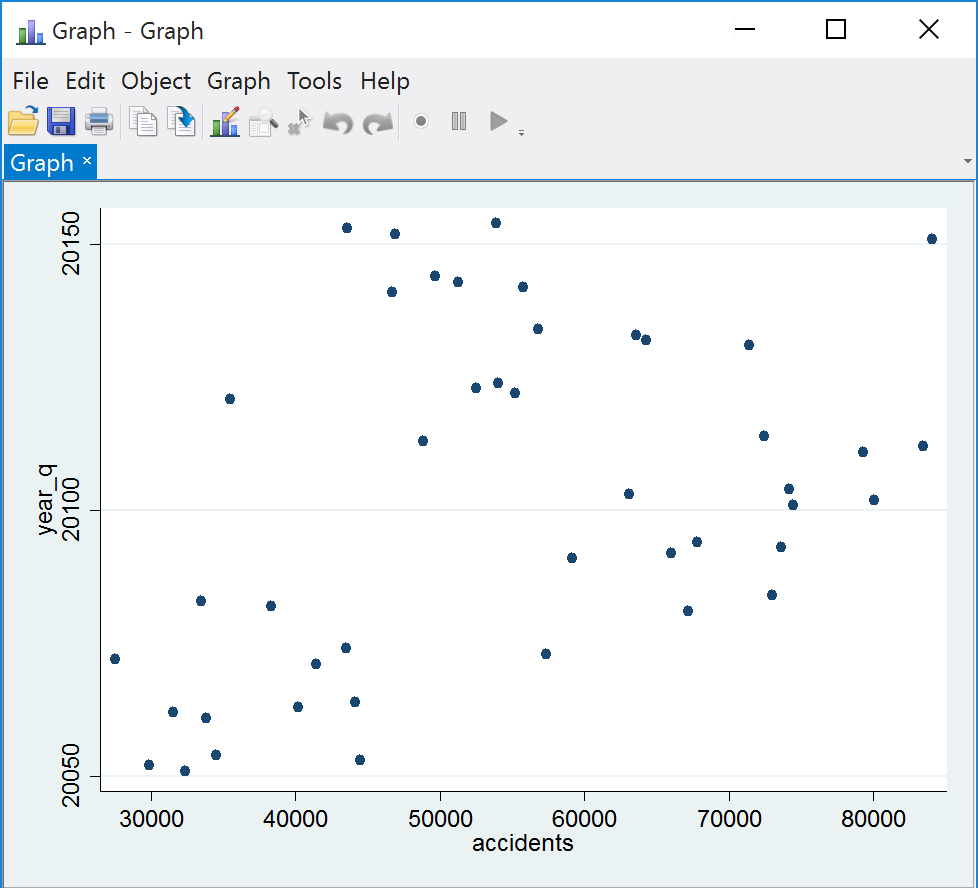 Graph - Graph
File Edit Object Graph Tools Help
Graph ×
20150
20100
20050
year_q
30000 40000 50000 60000 70000 80000
accidents